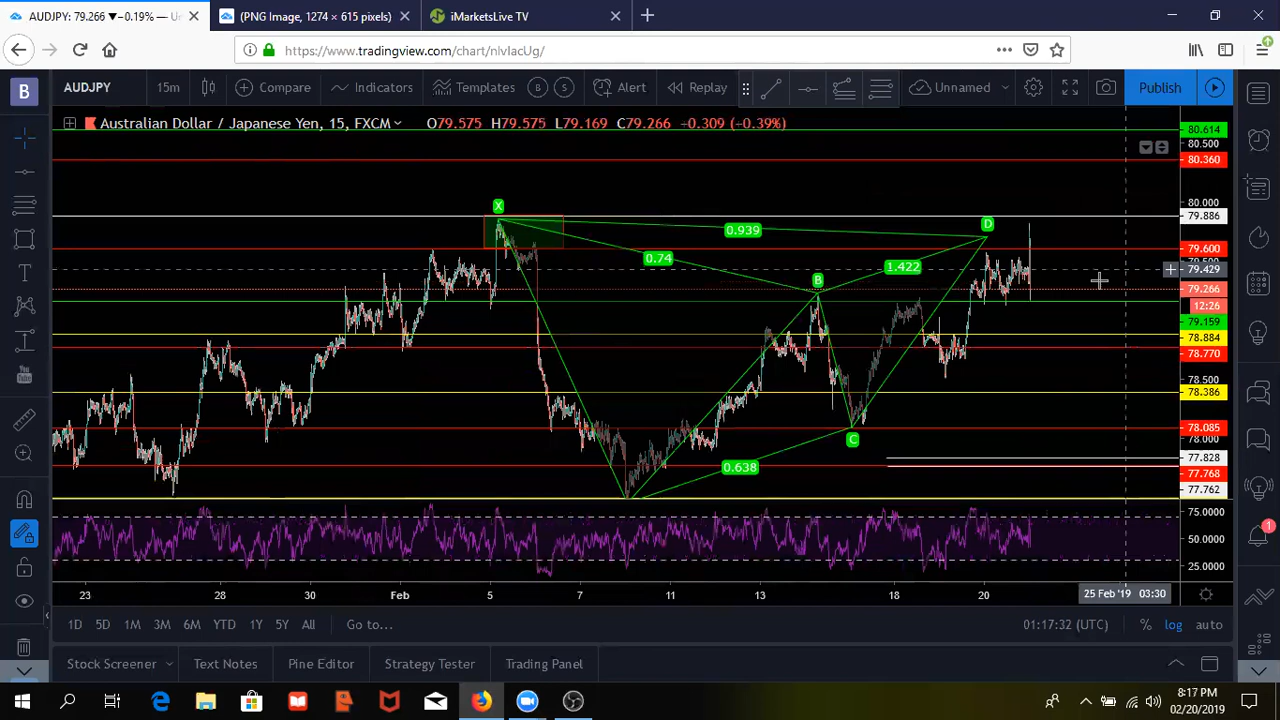 AUDJPY: 79.266 ▼−0.19% — Un
(PNG Image, 1274 × 615 pixels)
iMarketsLive TV
https://www.tradingview.com/chart/nlvIacUg/
B
AUDJPY
15m
Compare
Indicators
Templates
B
S
Alert
Replay
Unnamed
Publish
Australian Dollar / Japanese Yen, 15, FXCM
O79.575 H79.575 L79.169 C79.266 +0.309 (+0.39%)
80.614
80.500
80.360
80.000
79.886
79.600
79.429
79.266
12:26
79.159
78.884
78.770
78.500
78.386
78.085
78.000
77.828
77.768
77.762
X
0.939
D
0.74
1.422
B
C
0.638
75.0000
50.0000
25.0000
23
28
30
Feb
5
7
11
13
18
20
25 Feb '19 03:30
1D
5D
1M
3M
6M
YTD
1Y
5Y
All
Go to...
01:17:32 (UTC)
%
log
auto
Stock Screener
Text Notes
Pine Editor
Strategy Tester
Trading Panel
You
Tube
1
8:17 PM
02/20/2019